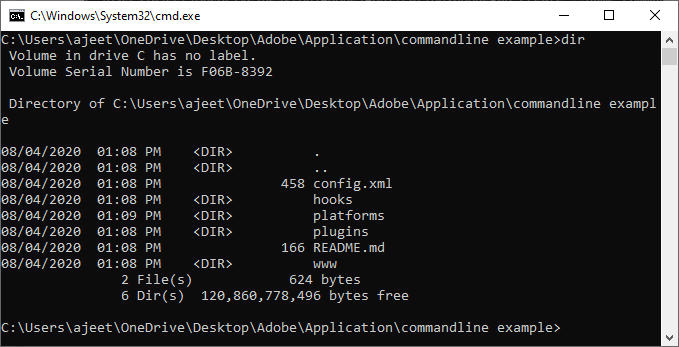 C:\Windows\System32\cmd.exe
C:\Users\ajeet\OneDrive\Desktop\Adobe\Application\commandline example>dir
 Volume in drive C has no label.
 Volume Serial Number is F06B-8392

 Directory of C:\Users\ajeet\OneDrive\Desktop\Adobe\Application\commandline exampl
e

08/04/2020  01:08 PM    <DIR>          .
08/04/2020  01:08 PM    <DIR>          ..
08/04/2020  01:08 PM               458 config.xml
08/04/2020  01:08 PM    <DIR>          hooks
08/04/2020  01:09 PM    <DIR>          platforms
08/04/2020  01:08 PM    <DIR>          plugins
08/04/2020  01:08 PM               166 README.md
08/04/2020  01:08 PM    <DIR>          www
               2 File(s)            624 bytes
               6 Dir(s)  120,860,778,496 bytes free

C:\Users\ajeet\OneDrive\Desktop\Adobe\Application\commandline example>